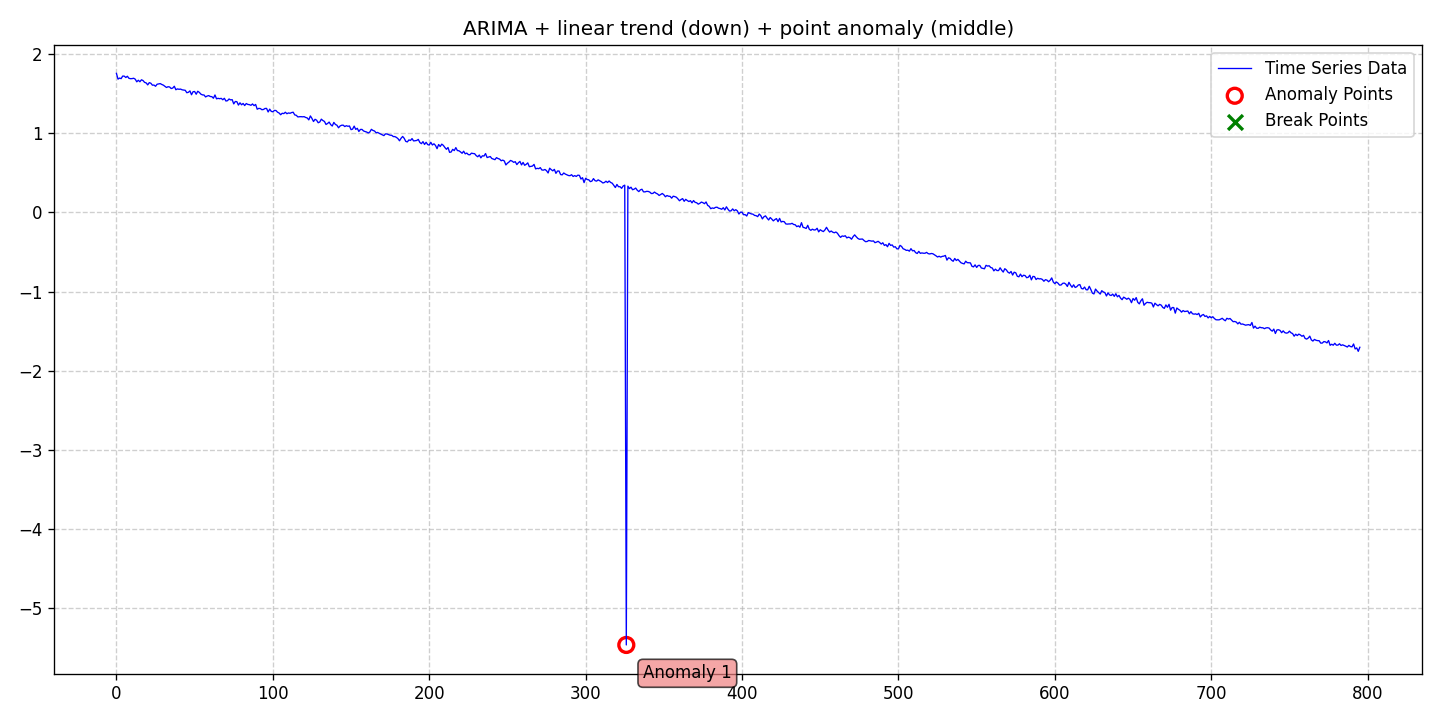 ARIMA + linear trend (down) + point anomaly (middle)
Time Series Data
Anomaly Points
Break Points
2
1
0
−1
−2
−3
−4
−5
Anomaly 1
0 100 200 300 400 500 600 700 800